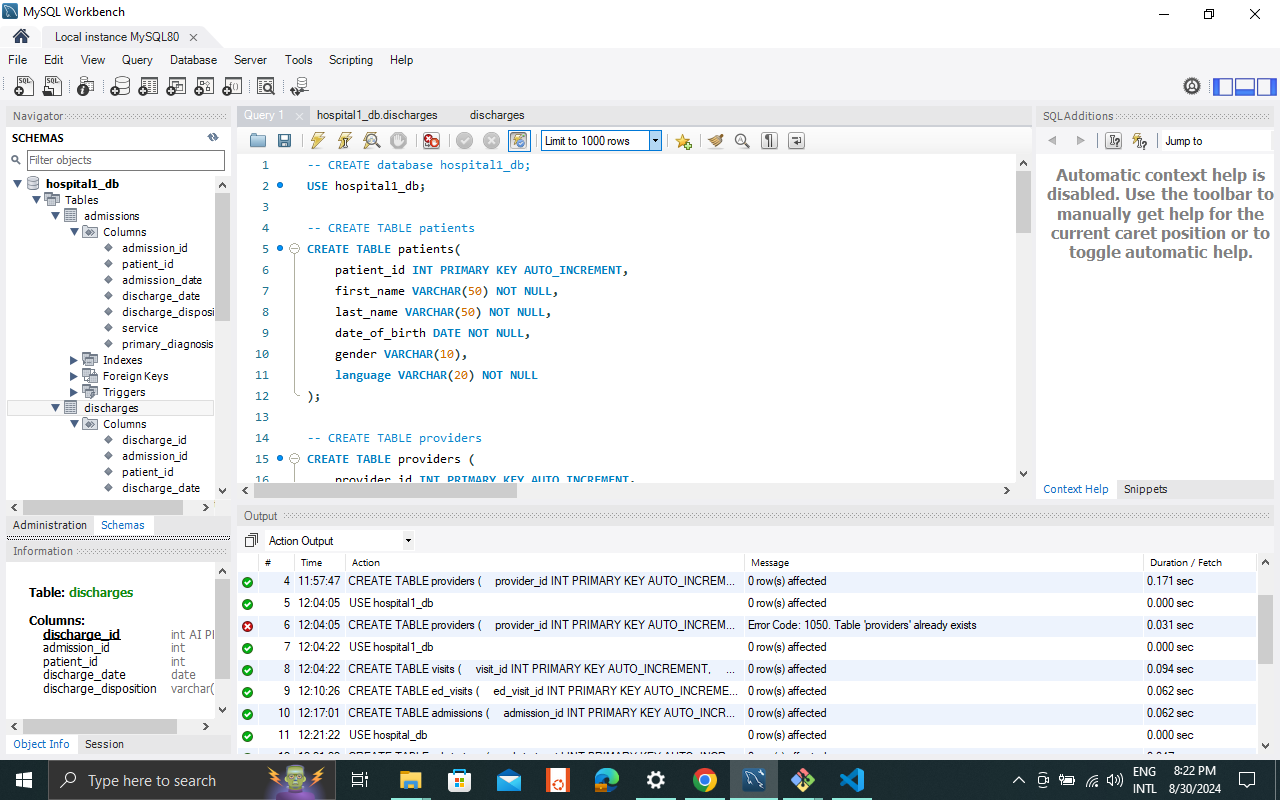 MySQL Workbench
Local instance MySQL80
File Edit View Query Database Server Tools Scripting Help
Navigator
SCHEMAS
Filter objects
hospital1_db
Tables
admissions
Columns
admission_id
patient_id
admission_date
discharge_date
discharge_disposi
service
primary_diagnosis
Indexes
Foreign Keys
Triggers
discharges
Columns
discharge_id
admission_id
patient_id
discharge_date
Administration Schemas
Information
Table: discharges
Columns:
discharge_id int AI PI
admission_id int
patient_id int
discharge_date date
discharge_disposition varchar(
Object Info Session
Query 1 hospital1_db.discharges discharges
Limit to 1000 rows
1 -- CREATE database hospital1_db;
2 USE hospital1_db;
3
4 -- CREATE TABLE patients
5 CREATE TABLE patients(
6 patient_id INT PRIMARY KEY AUTO_INCREMENT,
7 first_name VARCHAR(50) NOT NULL,
8 last_name VARCHAR(50) NOT NULL,
9 date_of_birth DATE NOT NULL,
10 gender VARCHAR(10),
11 language VARCHAR(20) NOT NULL
12 );
13
14 -- CREATE TABLE providers
15 CREATE TABLE providers (
16 provider_id INT PRIMARY KEY AUTO_INCREMENT,
SQLAdditions
Jump to
Automatic context help is
disabled. Use the toolbar to
manually get help for the
current caret position or to
toggle automatic help.
Context Help Snippets
Output
Action Output
# Time Action Message Duration / Fetch
4 11:57:47 CREATE TABLE providers ( provider_id INT PRIMARY KEY AUTO_INCREM... 0 row(s) affected 0.171 sec
5 12:04:05 USE hospital1_db 0 row(s) affected 0.000 sec
6 12:04:05 CREATE TABLE providers ( provider_id INT PRIMARY KEY AUTO_INCREM... Error Code: 1050. Table 'providers' already exists 0.031 sec
7 12:04:22 USE hospital1_db 0 row(s) affected 0.000 sec
8 12:04:22 CREATE TABLE visits ( visit_id INT PRIMARY KEY AUTO_INCREMENT, ... 0 row(s) affected 0.094 sec
9 12:10:26 CREATE TABLE ed_visits ( ed_visit_id INT PRIMARY KEY AUTO_INCREME... 0 row(s) affected 0.062 sec
10 12:17:01 CREATE TABLE admissions ( admission_id INT PRIMARY KEY AUTO_INCR... 0 row(s) affected 0.062 sec
11 12:21:22 USE hospital_db 0 row(s) affected 0.000 sec
Type here to search
ENG
INTL
8:22 PM
8/30/2024